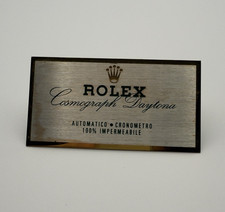 ROLEX
Cosmograph Daytona
AUTOMATICO ◆ CRONOMETRO
100% IMPERMEABILE